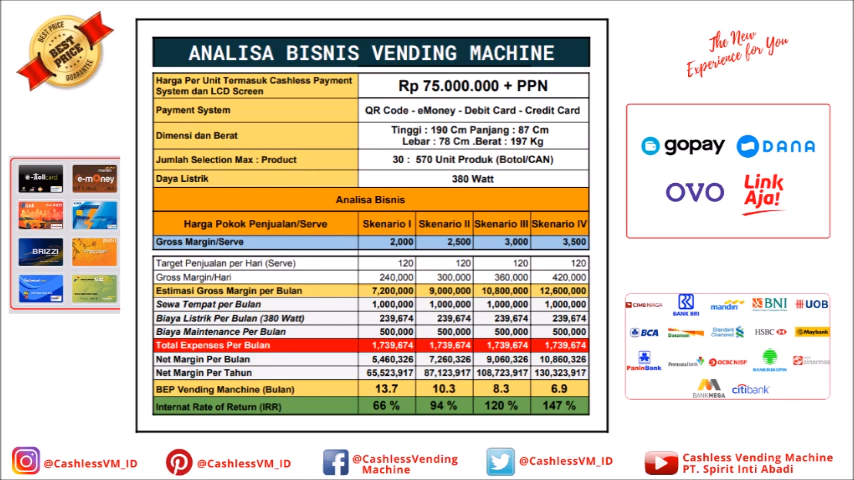 BEST PRICE
BEST PRICE
GUARANTEE
ANALISA BISNIS VENDING MACHINE
The New
Experience for You
Harga Per Unit Termasuk Cashless Payment
System dan LCD Screen
Rp 75.000.000 + PPN
Payment System
QR Code - eMoney - Debit Card - Credit Card
Dimensi dan Berat
Tinggi : 190 Cm Panjang : 87 Cm
Lebar : 78 Cm .Berat : 197 Kg
Jumlah Selection Max : Product
30 : 570 Unit Produk (Botol/CAN)
Daya Listrik
380 Watt
Analisa Bisnis
Harga Pokok Penjualan/Serve Skenario I Skenario II Skenario III Skenario IV
Gross Margin/Serve 2,000 2,500 3,000 3,500
Target Penjualan per Hari (Serve) 120 120 120 120
Gross Margin/Hari 240,000 300,000 360,000 420,000
Estimasi Gross Margin per Bulan 7,200,000 9,000,000 10,800,000 12,600,000
Sewa Tempat per Bulan 1,000,000 1,000,000 1,000,000 1,000,000
Biaya Listrik Per Bulan (380 Watt) 239,674 239,674 239,674 239,674
Biaya Maintenance Per Bulan 500,000 500,000 500,000 500,000
Total Expenses Per Bulan 1,739,674 1,739,674 1,739,674 1,739,674
Net Margin Per Bulan 5,460,326 7,260,326 9,060,326 10,860,326
Net Margin Per Tahun 65,523,917 87,123,917 108,723,917 130,323,917
BEP Vending Manchine (Bulan) 13.7 10.3 8.3 6.9
Internat Rate of Return (IRR) 66 % 94 % 120 % 147 %
e-Tollcard
e-money
BRIZZI
gopay
DANA
OVO
Link
Aja!
CIMB NIAGA
BANK BRI
mandiri
BNI
UOB
BCA
Danamon
Standard
Chartered
HSBC
Maybank
PaninBank
PermataBank
OCBC NISP
BANK MEGA
citibank
@CashlessVM_ID
@CashlessVM_ID
@CashlessVending
Machine
@CashlessVM_ID
Cashless Vending Machine
PT. Spirit Inti Abadi